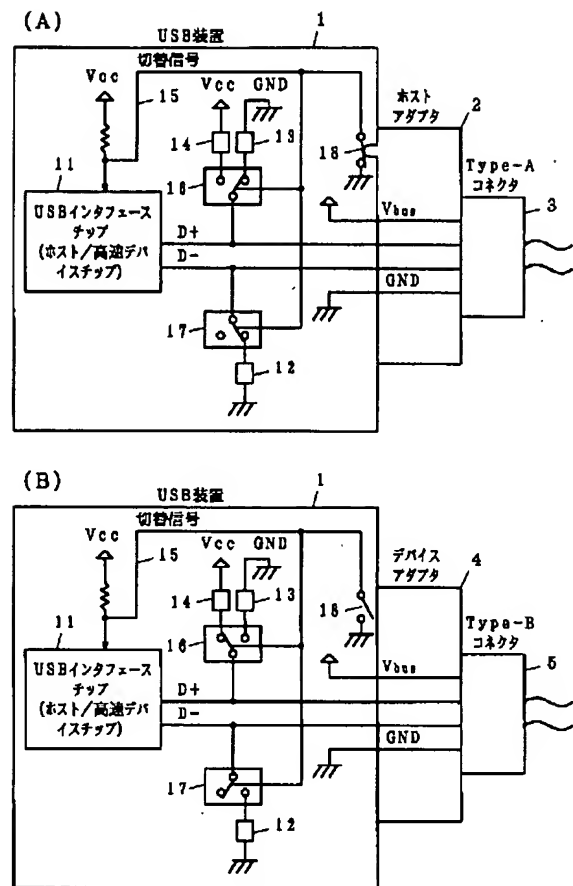 (A)
1
USB装置
切替信号
Vcc
15
Vcc
GND
14
13
ホスト
アダプタ
2
18
16
Type-A
コネクタ
3
11
USBインタフェース
チップ
(ホスト/高速デバ
イスチップ)
Vbus
D+
D-
GND
17
12
(B)
1
USB装置
切替信号
Vcc
15
Vcc
GND
14
13
デバイス
アダプタ
4
18
16
Type-B
コネクタ
5
11
USBインタフェース
チップ
(ホスト/高速デバ
イスチップ)
Vbus
D+
D-
GND
17
12